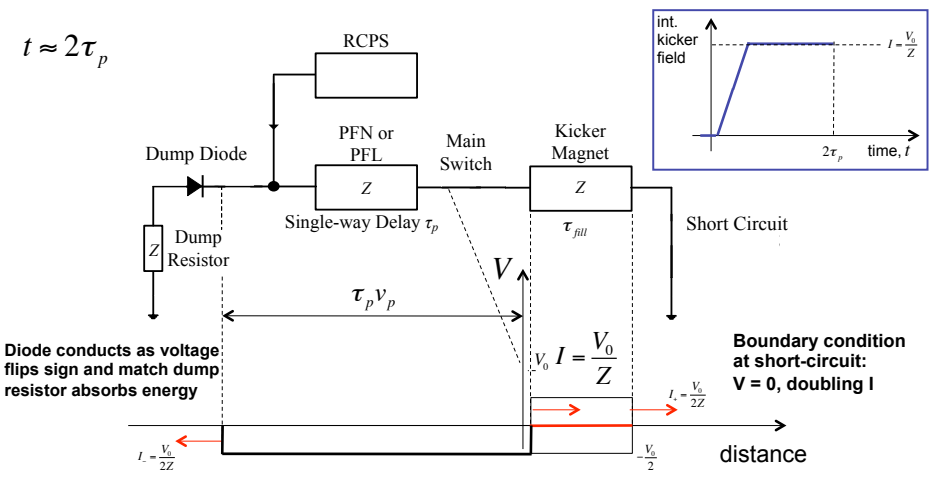 t ≈ 2τ_p
RCPS
int.
kicker
field
I = V_0/Z
2τ_p
time, t
Dump Diode
PFN or
PFL
Main
Switch
Kicker
Magnet
Z
Z
Single-way Delay τ_p
τ_fill
Short Circuit
Z
Dump
Resistor
V
τ_p v_p
Diode conducts as voltage
flips sign and match dump
resistor absorbs energy
V_0
I = V_0/Z
Boundary condition
at short-circuit:
V = 0, doubling I
I_+ = V_0/2Z
I_- = V_0/2Z
-V_0/2
distance